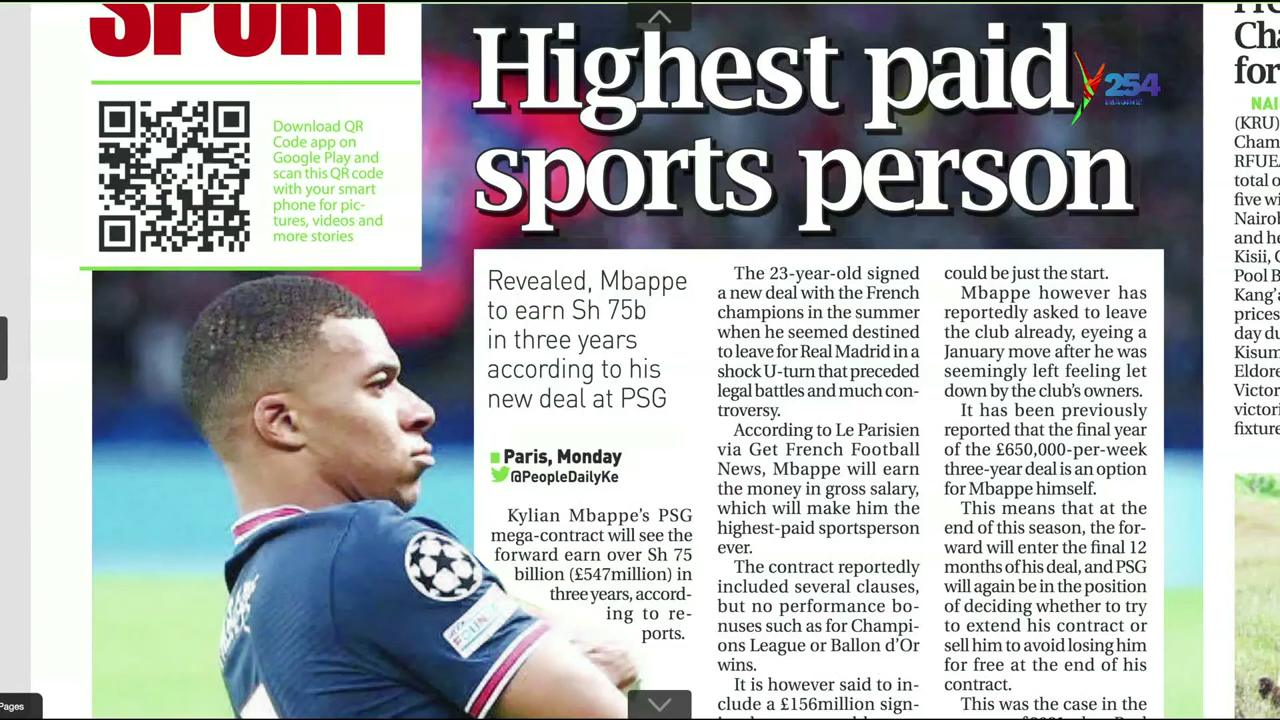 SPORT
Download QR
Code app on
Google Play and
scan this QR code
with your smart
phone for pic-
tures, videos and
more stories
Highest paid
sports person
Y 254
Revealed, Mbappe
to earn Sh 75b
in three years
according to his
new deal at PSG
Paris, Monday
@PeopleDailyKe
Kylian Mbappe's PSG
mega-contract will see the
forward earn over Sh 75
billion (£547million) in
three years, accord-
ing to re-
ports.
The 23-year-old signed
a new deal with the French
champions in the summer
when he seemed destined
to leave for Real Madrid in a
shock U-turn that preceded
legal battles and much con-
troversy.
According to Le Parisien
via Get French Football
News, Mbappe will earn
the money in gross salary,
which will make him the
highest-paid sportsperson
ever.
The contract reportedly
included several clauses,
but no performance bo-
nuses such as for Champi-
ons League or Ballon d'Or
wins.
It is however said to in-
clude a £156million sign-
could be just the start.
Mbappe however has
reportedly asked to leave
the club already, eyeing a
January move after he was
seemingly left feeling let
down by the club's owners.
It has been previously
reported that the final year
of the £650,000-per-week
three-year deal is an option
for Mbappe himself.
This means that at the
end of this season, the for-
ward will enter the final 12
months of his deal, and PSG
will again be in the position
of deciding whether to try
to extend his contract or
sell him to avoid losing him
for free at the end of his
contract.
This was the case in the
Cha
for
NAI
(KRU)
Cham
RFUEA
total o
five wi
Nairol
and he
Kisii, C
Pool B
Kang'a
prices
day du
Kisum
Eldore
Victor
victori
fixture
Pages